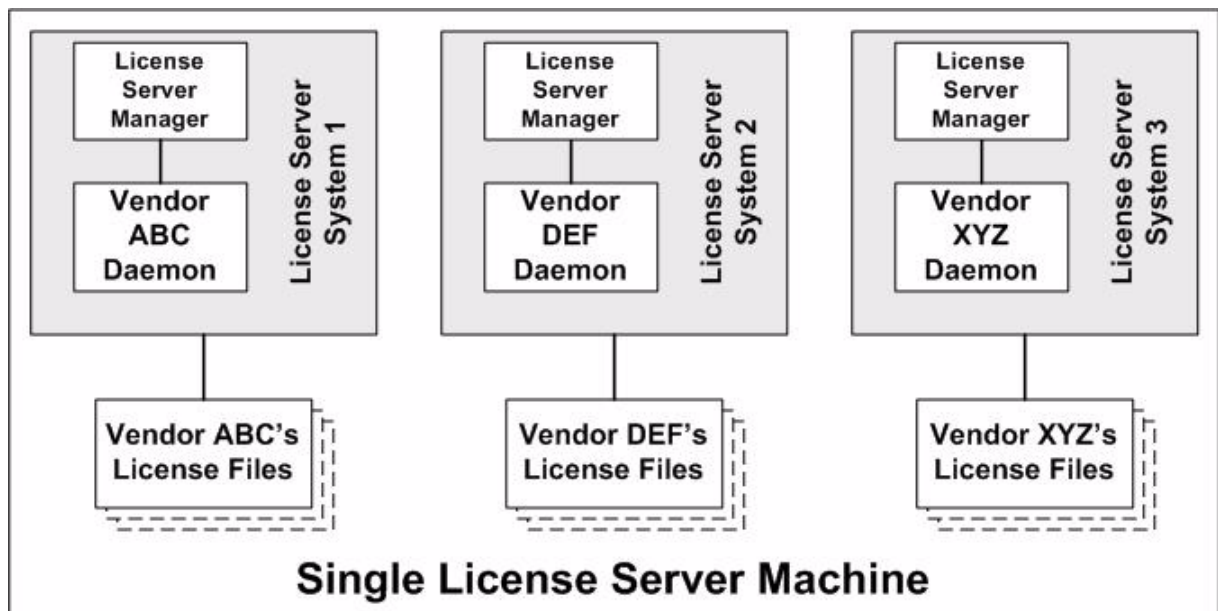 License
Server
Manager
Vendor
ABC
Daemon
License Server
System 1
Vendor ABC's
License Files
License
Server
Manager
Vendor
DEF
Daemon
License Server
System 2
Vendor DEF's
License Files
License
Server
Manager
Vendor
XYZ
Daemon
License Server
System 3
Vendor XYZ's
License Files
Single License Server Machine